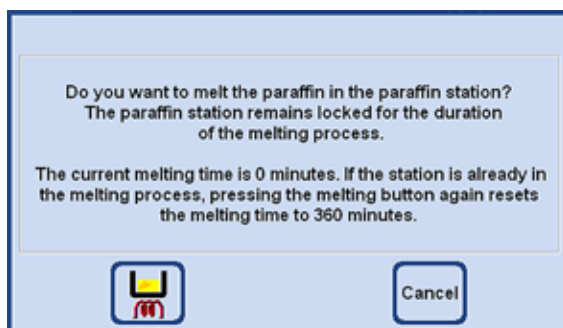 Do you want to melt the paraffin in the paraffin station?
The paraffin station remains locked for the duration
of the melting process.
The current melting time is 0 minutes. If the station is already in
the melting process, pressing the melting button again resets
the melting time to 360 minutes.
Cancel